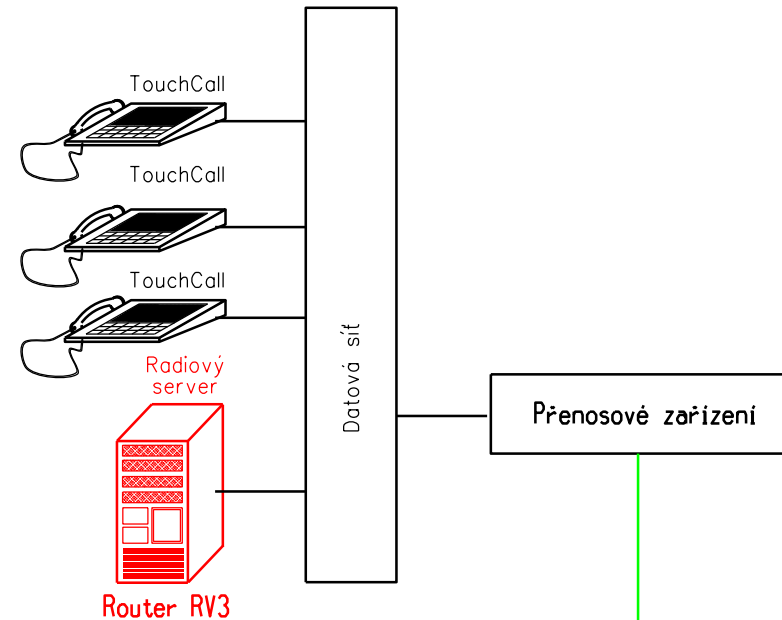 TouchCall
TouchCall
TouchCall
Radiový
server
Router RV3
Datová síť
Přenosové zařízení